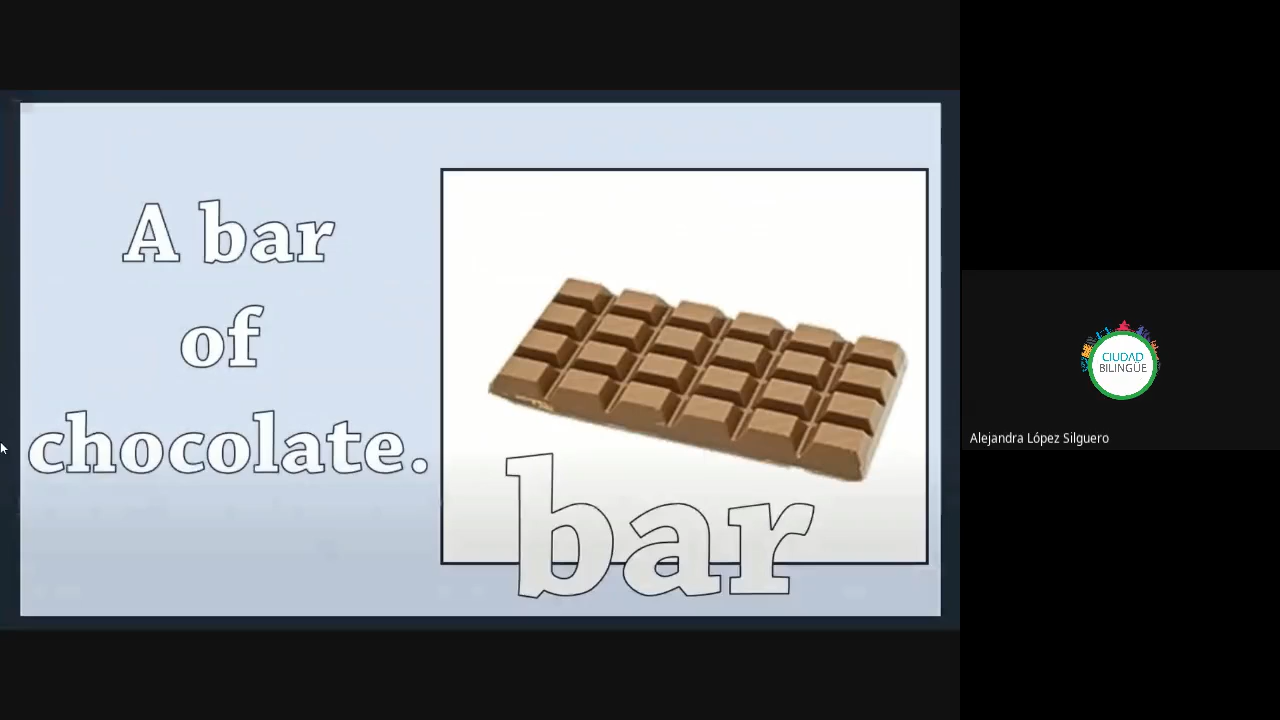 A bar
of
chocolate.
bar
CIUDAD
BILINGÜE
Alejandra López Silguero